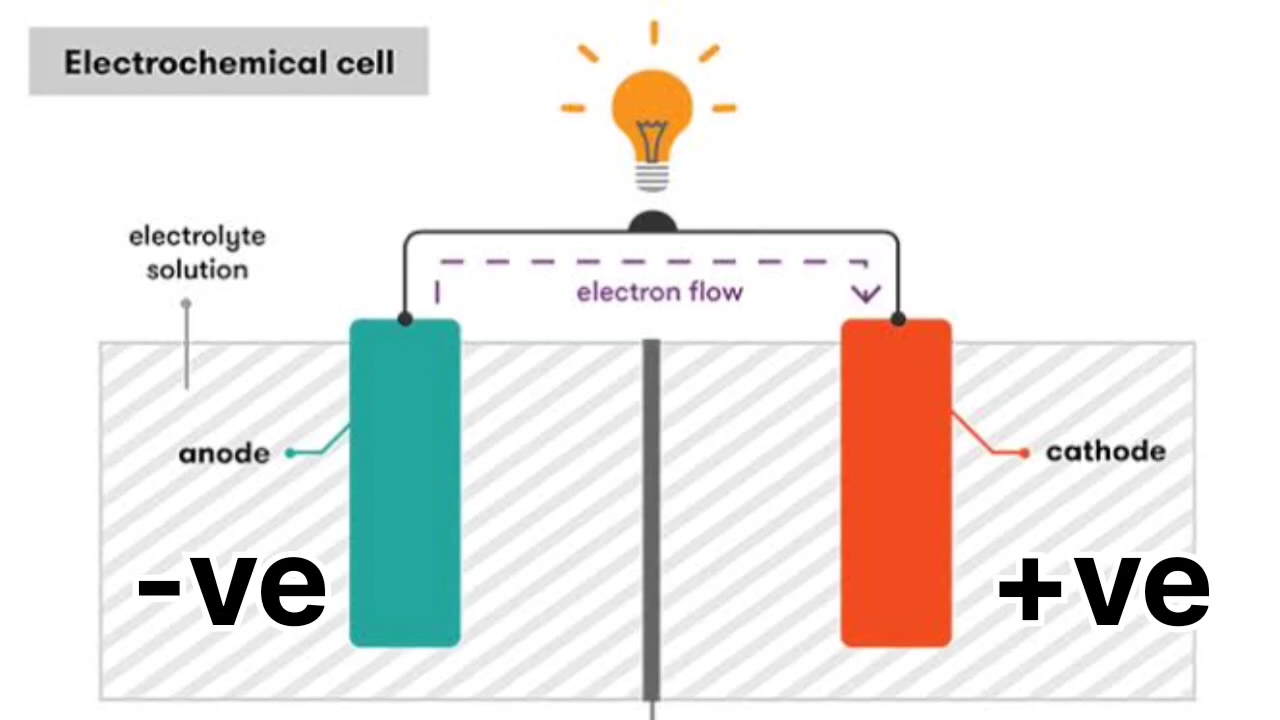 Electrochemical cell
electrolyte
solution
electron flow
anode
cathode
-ve
+ve